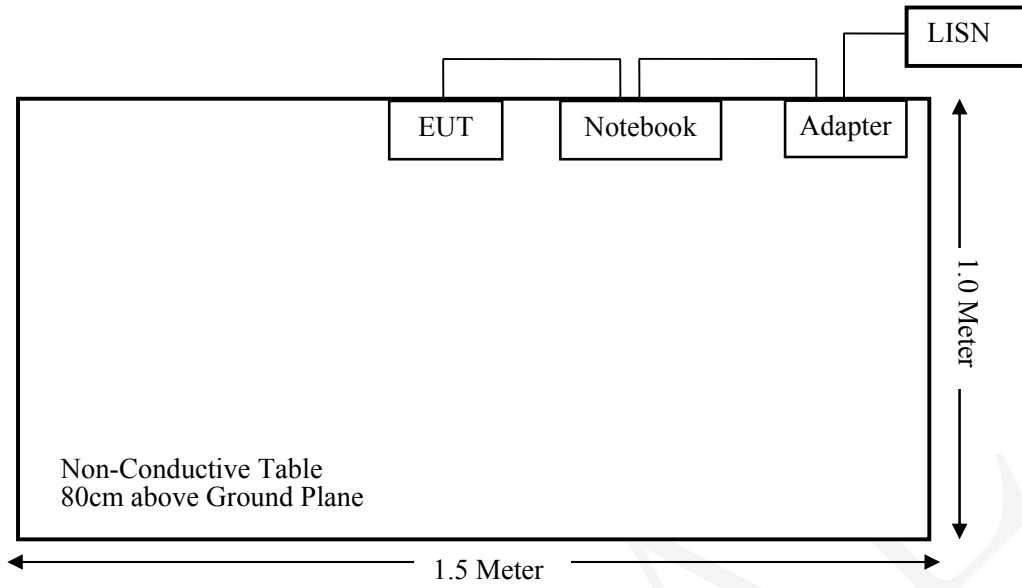 LISN
EUT
Notebook
Adapter
1.0 Meter
Non-Conductive Table
80cm above Ground Plane
1.5 Meter